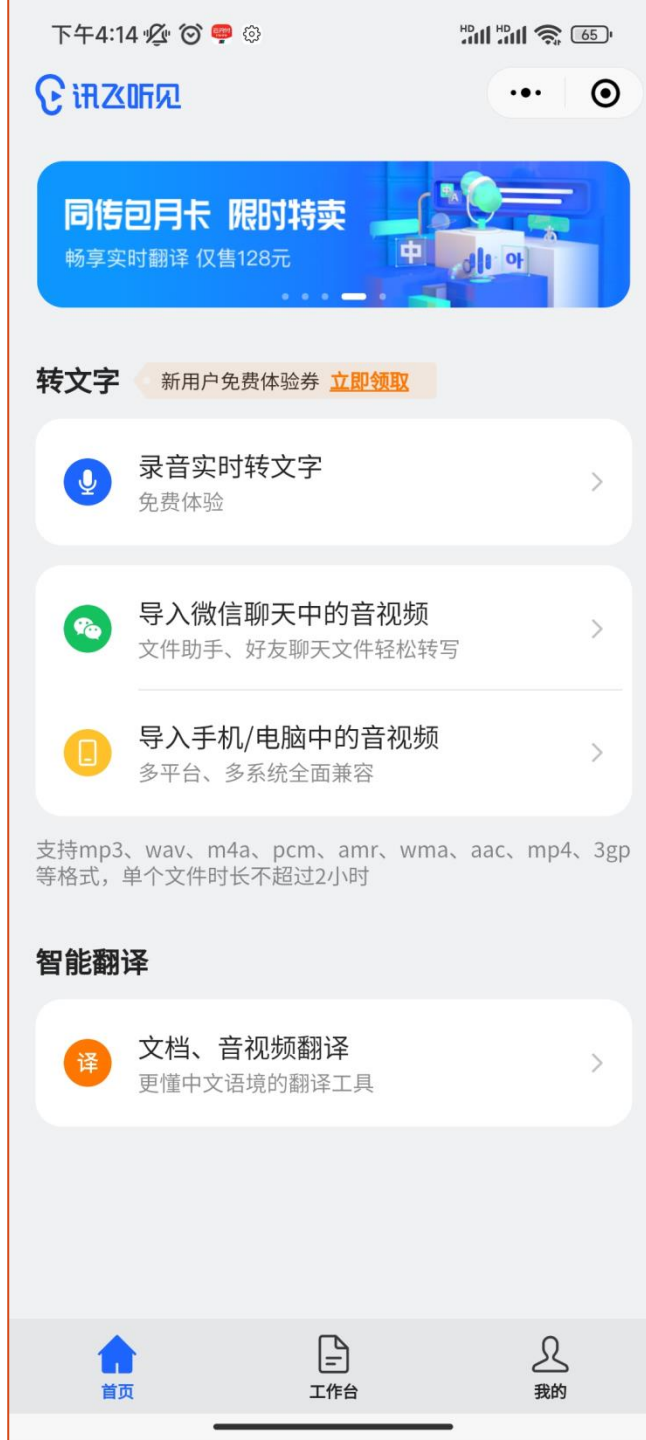 下午4:14
HD HD 65
讯飞听见
同传包月卡 限时特卖
畅享实时翻译 仅售128元
A
中
아
转文字 新用户免费体验券 立即领取
录音实时转文字
免费体验
导入微信聊天中的音视频
文件助手、好友聊天文件轻松转写
导入手机/电脑中的音视频
多平台、多系统全面兼容
支持mp3、wav、m4a、pcm、amr、wma、aac、mp4、3gp
等格式，单个文件时长不超过2小时
智能翻译
译
文档、音视频翻译
更懂中文语境的翻译工具
首页 工作台 我的